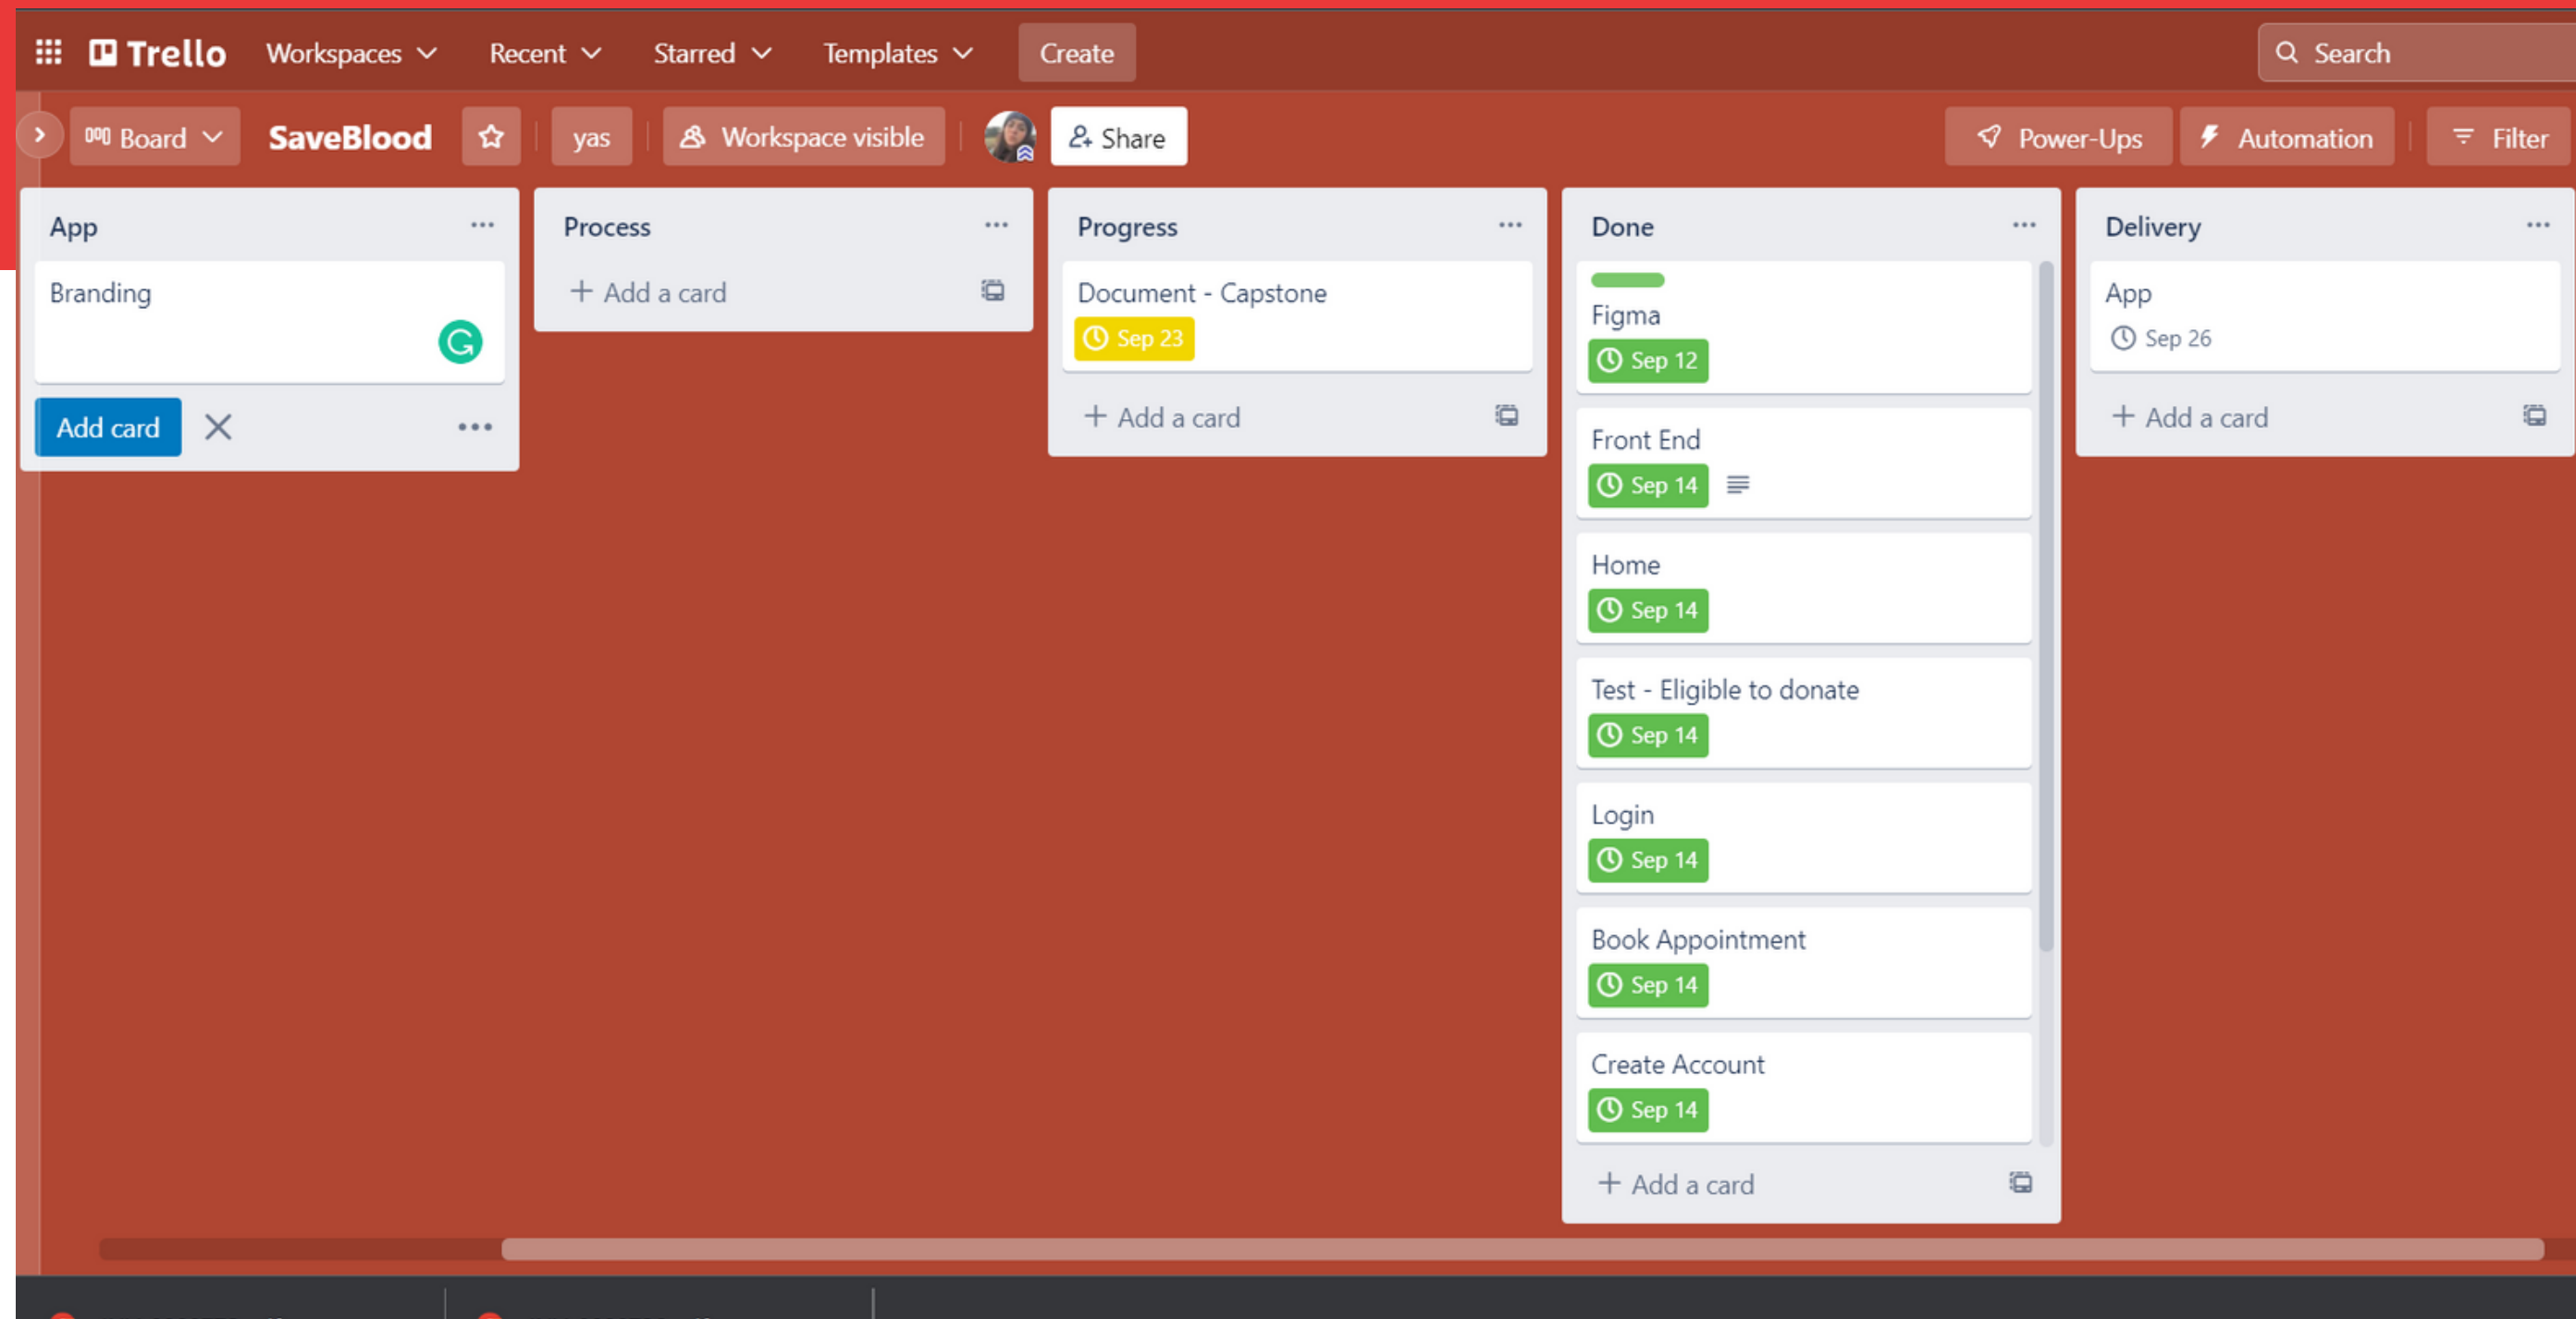 Trello Workspaces Recent Starred Templates Create Search
Board SaveBlood yas Workspace visible Share Power-Ups Automation Filter
App
Branding
Add card
Process
+ Add a card
Progress
Document - Capstone
Sep 23
+ Add a card
Done
Figma
Sep 12
Front End
Sep 14
Home
Sep 14
Test - Eligible to donate
Sep 14
Login
Sep 14
Book Appointment
Sep 14
Create Account
Sep 14
+ Add a card
Delivery
App
Sep 26
+ Add a card